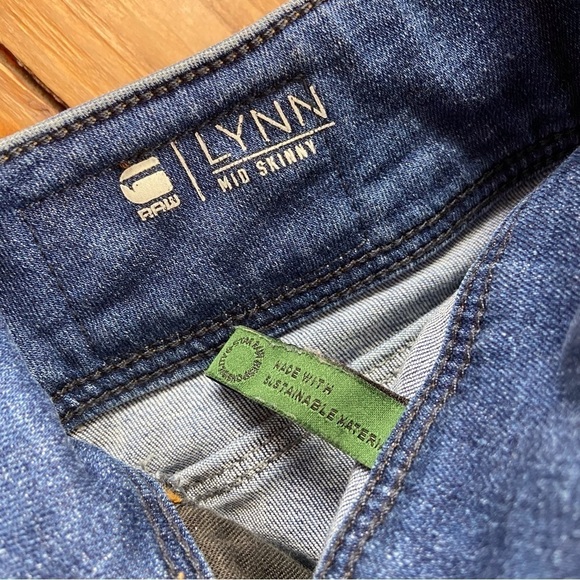 RAW
LYNN
MID SKINNY
MADE WITH
SUSTAINABLE MATERI